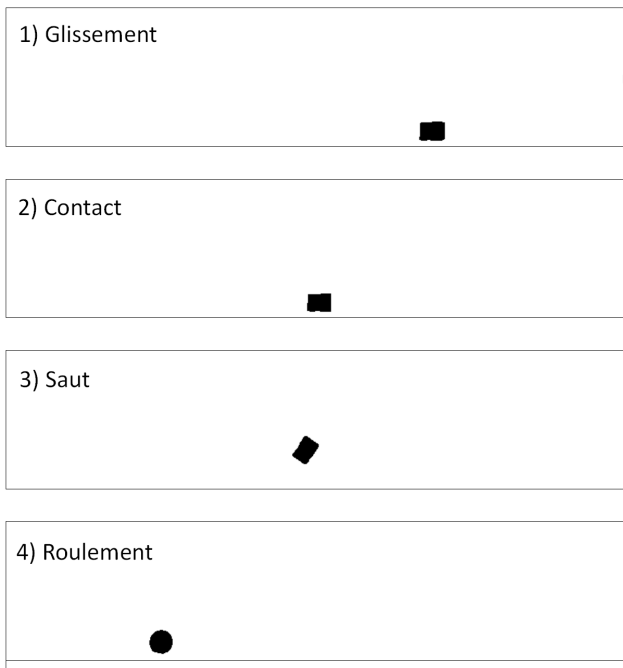 1) Glissement
2) Contact
3) Saut
4) Roulement